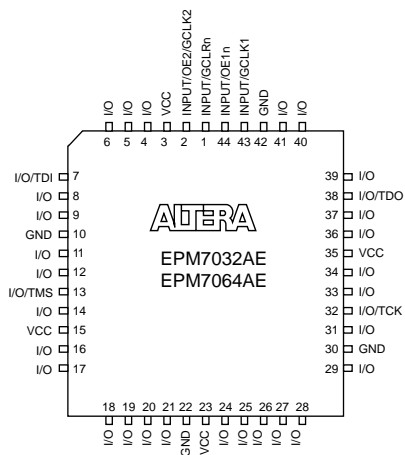 I/O
I/O
I/O
VCC
INPUT/OE2/GCLK2
INPUT/GCLRn
INPUT/OE1n
INPUT/GCLK1
GND
I/O
I/O
6 5 4 3 2 1 44 43 42 41 40
I/O/TDI 7
I/O 8
I/O 9
GND 10
I/O 11
I/O 12
I/O/TMS 13
I/O 14
VCC 15
I/O 16
I/O 17
ALTERA
EPM7032AE
EPM7064AE
39 I/O
38 I/O/TDO
37 I/O
36 I/O
35 VCC
34 I/O
33 I/O
32 I/O/TCK
31 I/O
30 GND
29 I/O
18 19 20 21 22 23 24 25 26 27 28
I/O
I/O
I/O
I/O
GND
VCC
I/O
I/O
I/O
I/O
I/O